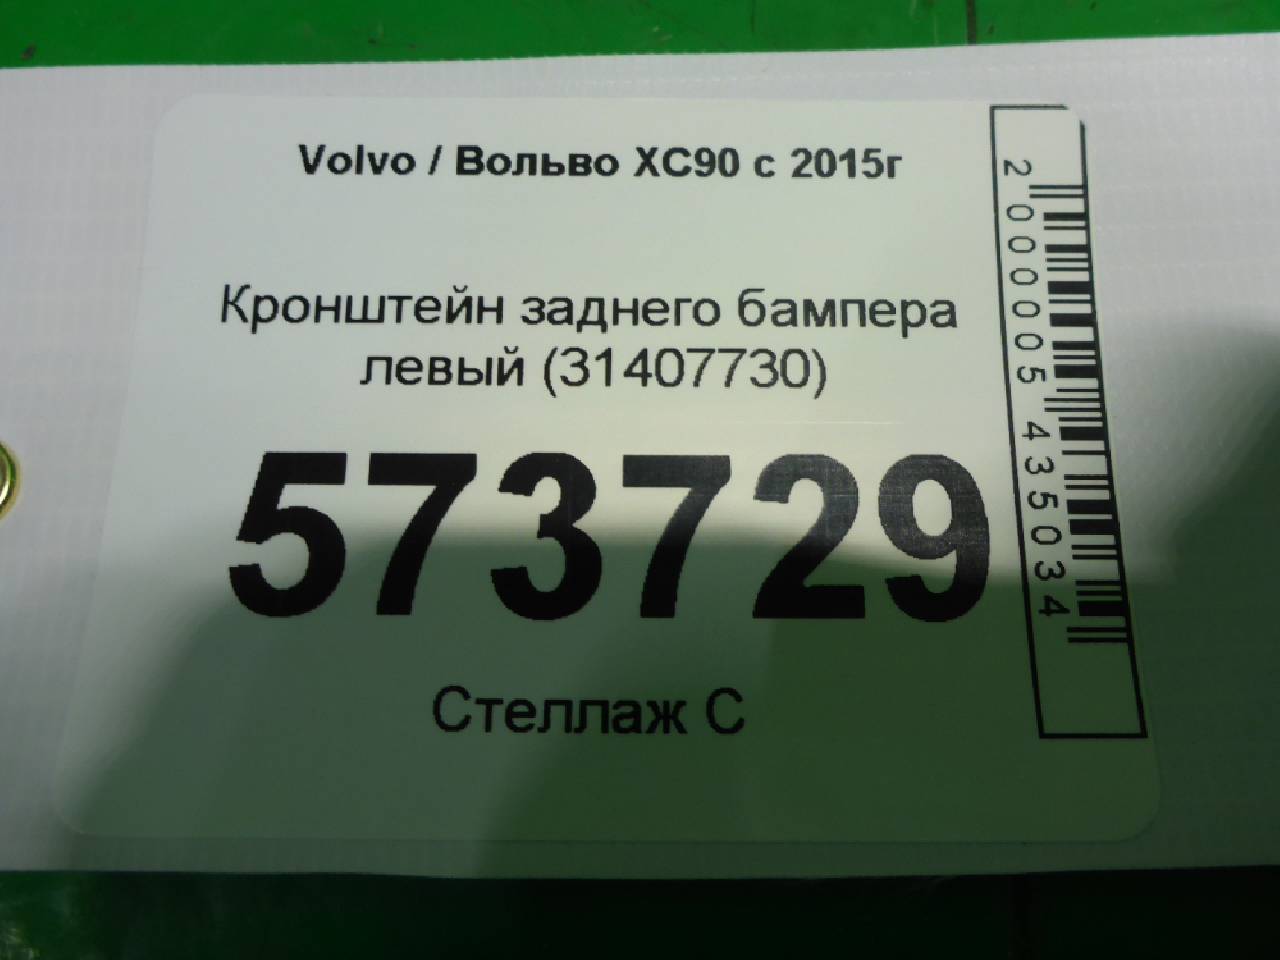 Volvo / Вольво XC90 с 2015г
Кронштейн заднего бампера
левый (31407730)
573729
Стеллаж С
2000005435034